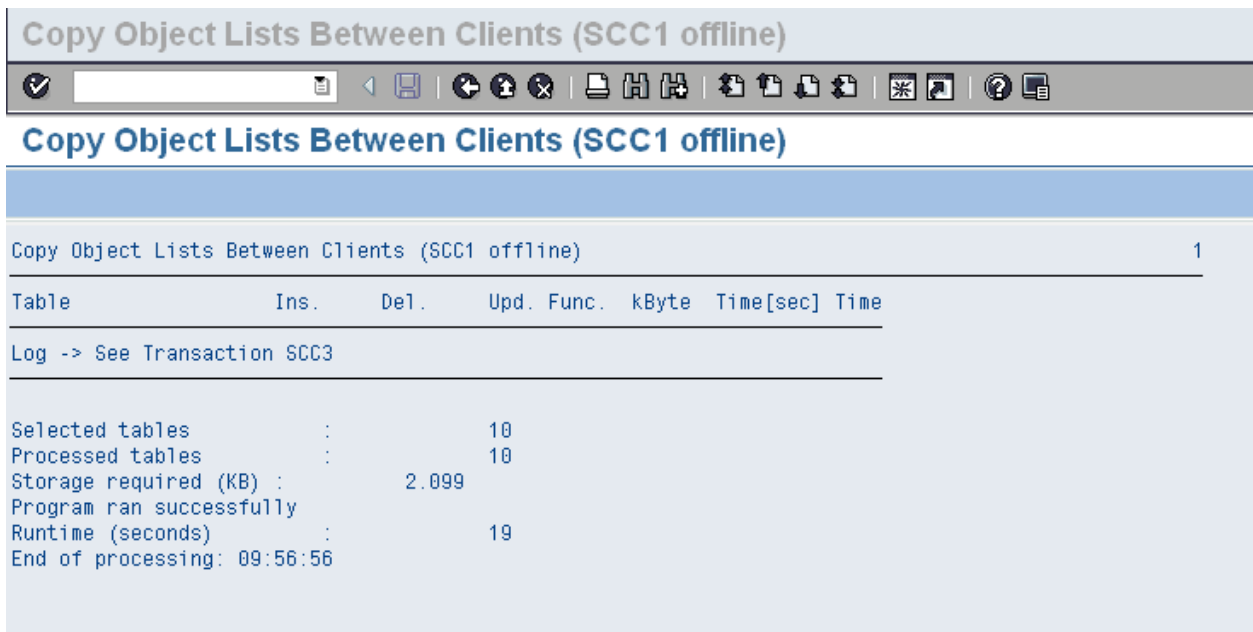 Copy Object Lists Between Clients (SCC1 offline)
Copy Object Lists Between Clients (SCC1 offline)
Copy Object Lists Between Clients (SCC1 offline) 1
Table Ins. Del. Upd. Func. kByte Time[sec] Time
Log -> See Transaction SCC3
Selected tables : 10
Processed tables : 10
Storage required (KB) : 2.099
Program ran successfully
Runtime (seconds) : 19
End of processing: 09:56:56